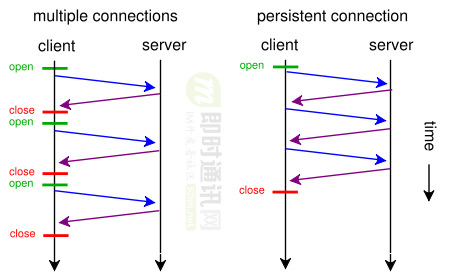 multiple connections
persistent connection
client
server
client
server
open
close
open
close
open
close
open
close
time
即时通讯网